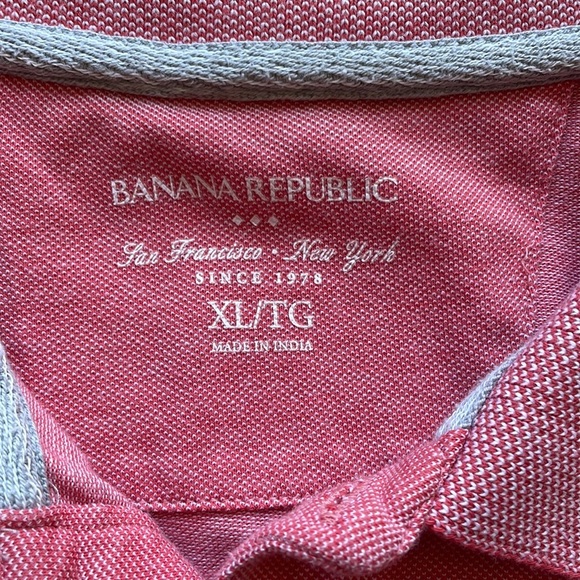 BANANA REPUBLIC
San Francisco • New York
SINCE 1978
XL/TG
MADE IN INDIA